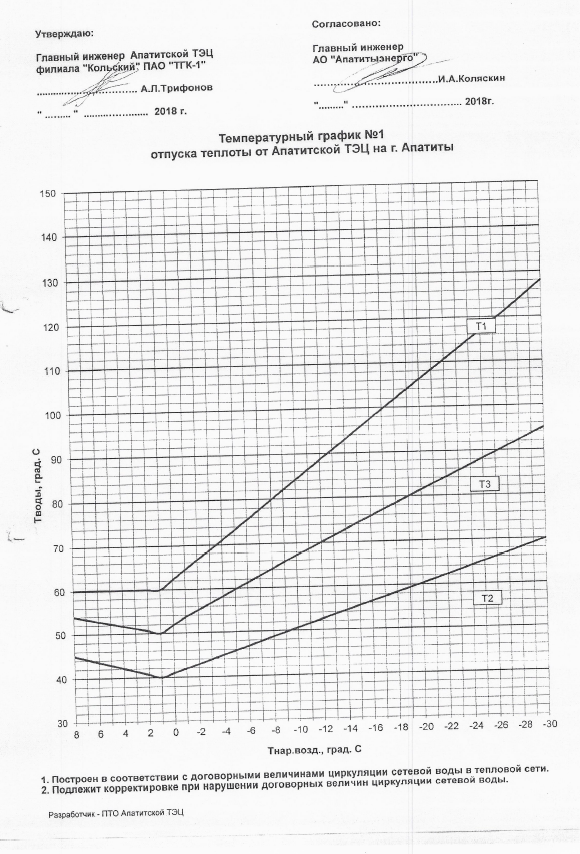 Утверждаю:
Главный инженер Апатитской ТЭЦ
филиала "Кольский" ПАО "ТГК-1"
.............................. А.П.Трифонов
" ......... " .................... 2018 г.
Согласовано:
Главный инженер
АО "Апатитыэнерго"
......................................И.А.Коляскин
"........" .................................. 2018г.
Температурный график №1
отпуска теплоты от Апатитской ТЭЦ на г. Апатиты
150
140
130
120
110
100
90
80
70
60
50
40
30
Тводы, град. С
Т1
Т3
Т2
8 6 4 2 0 -2 -4 -6 -8 -10 -12 -14 -16 -18 -20 -22 -24 -26 -28 -30
Тнар.возд., град. С
1. Построен в соответствии с договорными величинами циркуляции сетевой воды в тепловой сети.
2. Подлежит корректировке при нарушении договорных величин циркуляции сетевой воды.
Разработчик - ПТО Апатитской ТЭЦ